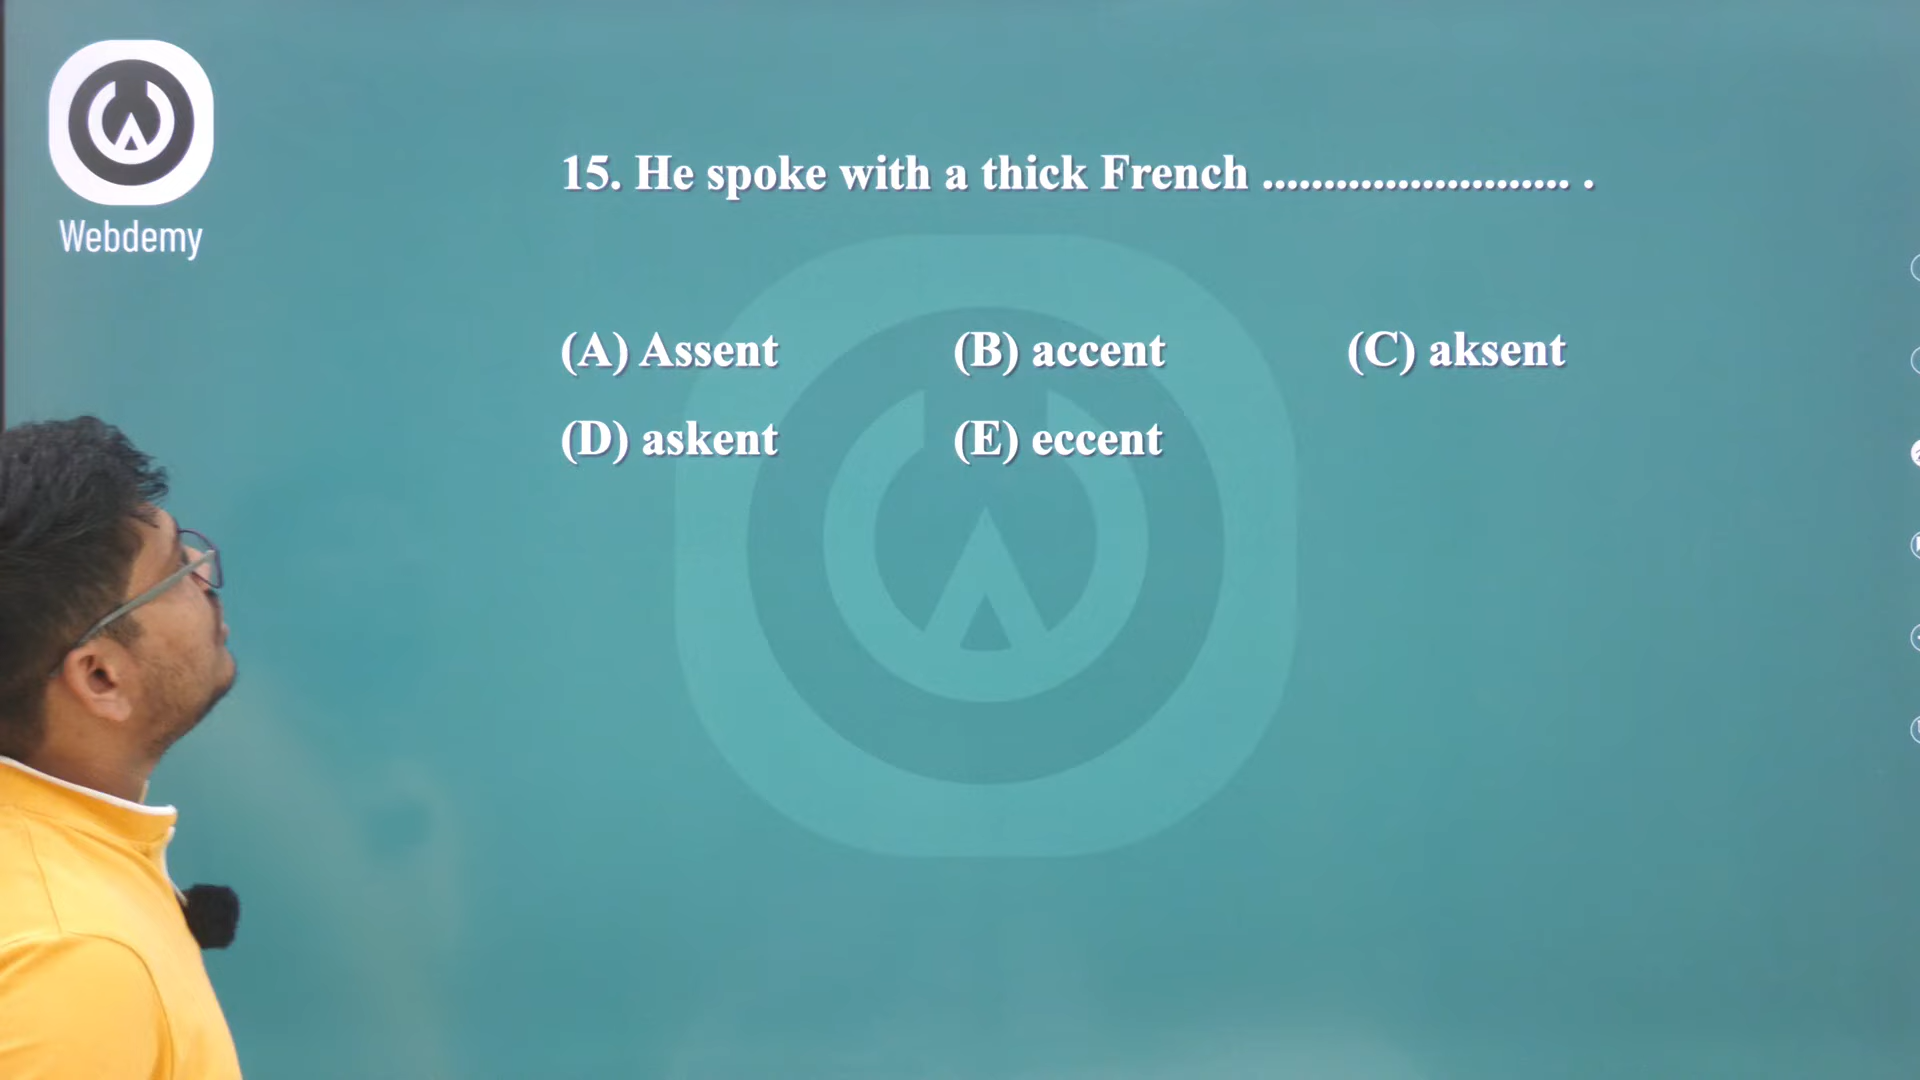 Webdemy
15. He spoke with a thick French ......................... .
(A) Assent (B) accent (C) aksent
(D) askent (E) eccent